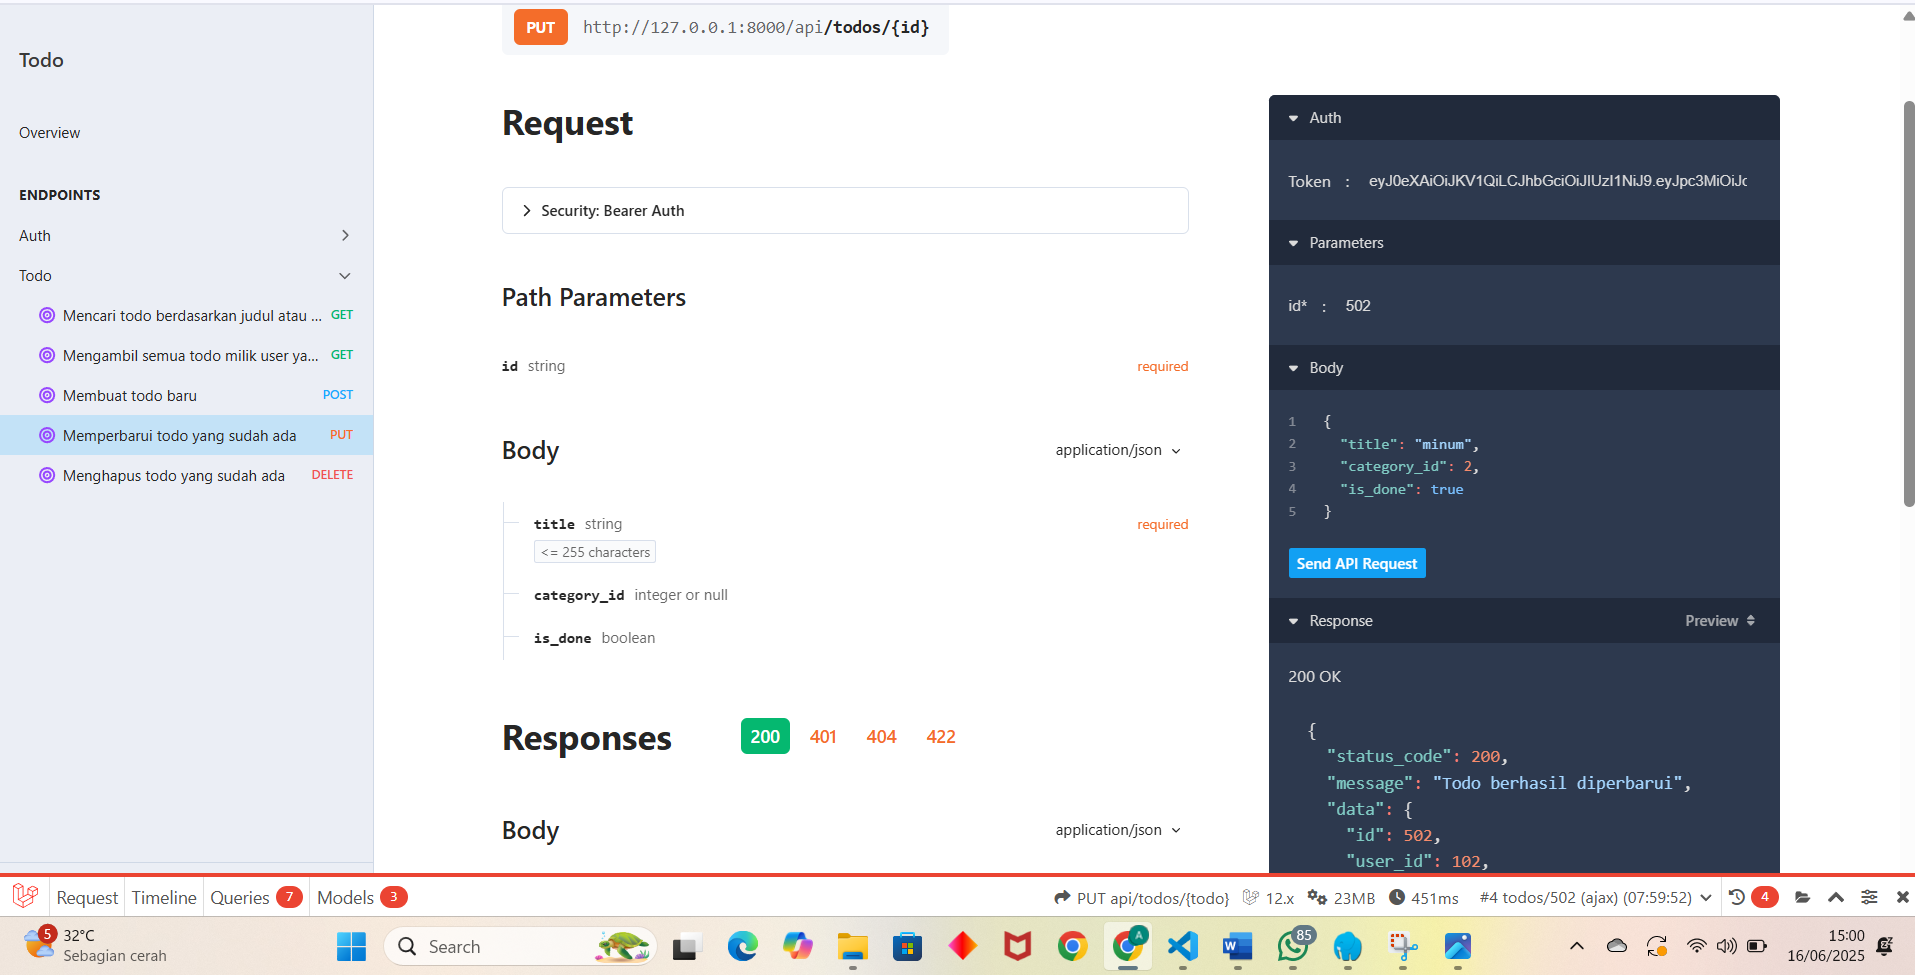 Todo
Overview
ENDPOINTS
Auth
Todo
Mencari todo berdasarkan judul atau ... GET
Mengambil semua todo milik user ya... GET
Membuat todo baru POST
Memperbarui todo yang sudah ada PUT
Menghapus todo yang sudah ada DELETE
PUT http://127.0.0.1:8000/api/todos/{id}
Request
Security: Bearer Auth
Path Parameters
id string required
Body application/json
title string required
<= 255 characters
category_id integer or null
is_done boolean
Responses 200 401 404 422
Body application/json
Auth
Token :
Parameters
id* : 502
Body
1 {
2 "title": "minum",
3 "category_id": 2,
4 "is_done": true
5 }
Send API Request
Response Preview
200 OK
{
"status_code": 200,
"message": "Todo berhasil diperbarui",
"data": {
"id": 502,
"user_id": 102,
Request Timeline Queries 7 Models 3 PUT api/todos/{todo} 12.x 23MB 451ms #4 todos/502 (ajax) (07:59:52) 4
5 32°C
Sebagian cerah
Search
A
W
85
15:00
16/06/2025